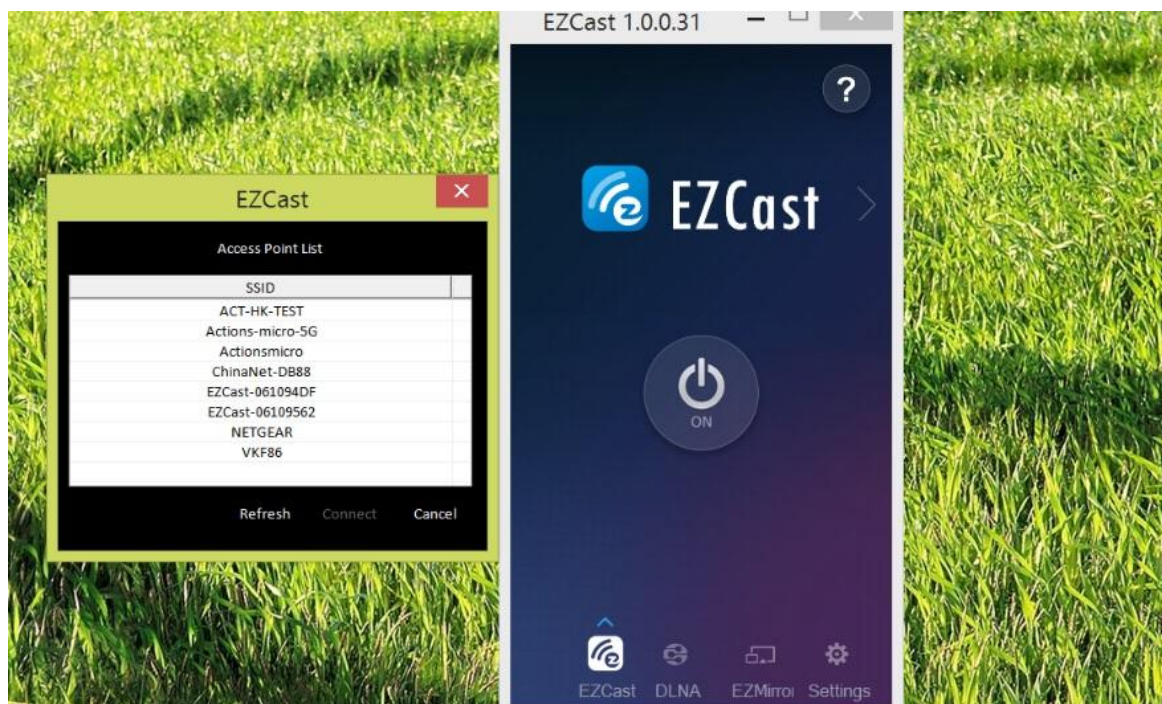 EZCast
Access Point List
SSID
ACT-HK-TEST
Actions-micro-5G
Actionsmicro
ChinaNet-DB88
EZCast-061094DF
EZCast-06109562
NETGEAR
VKF86
Refresh Connect Cancel
EZCast 1.0.0.31
?
EZCast
ON
EZCast DLNA EZMirror Settings